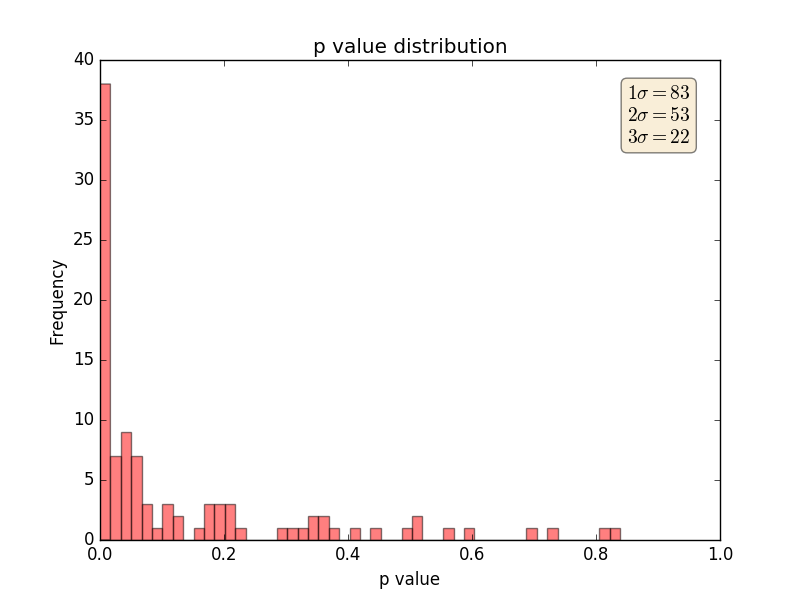 p value distribution
1σ = 83
2σ = 53
3σ = 22
Frequency
40
35
30
25
20
15
10
5
0
0.0 0.2 0.4 0.6 0.8 1.0
p value